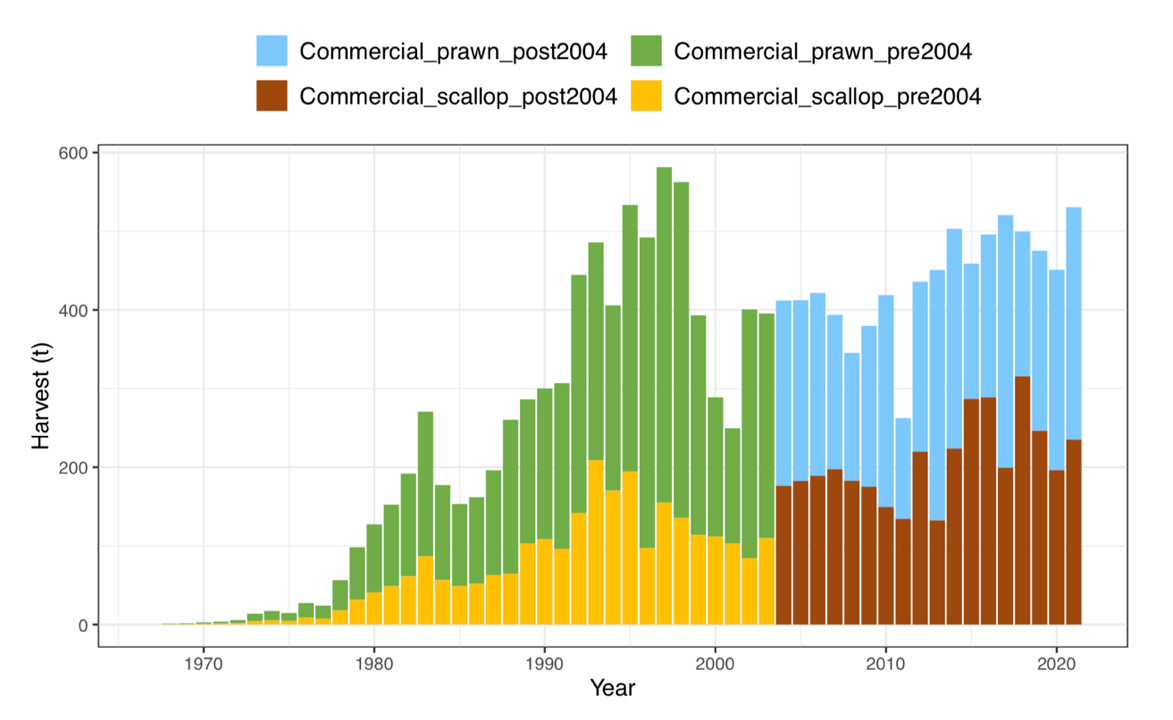 Commercial_prawn_post2004 Commercial_prawn_pre2004
Commercial_scallop_post2004 Commercial_scallop_pre2004
600
400
200
0
Harvest (t)
1970 1980 1990 2000 2010 2020
Year